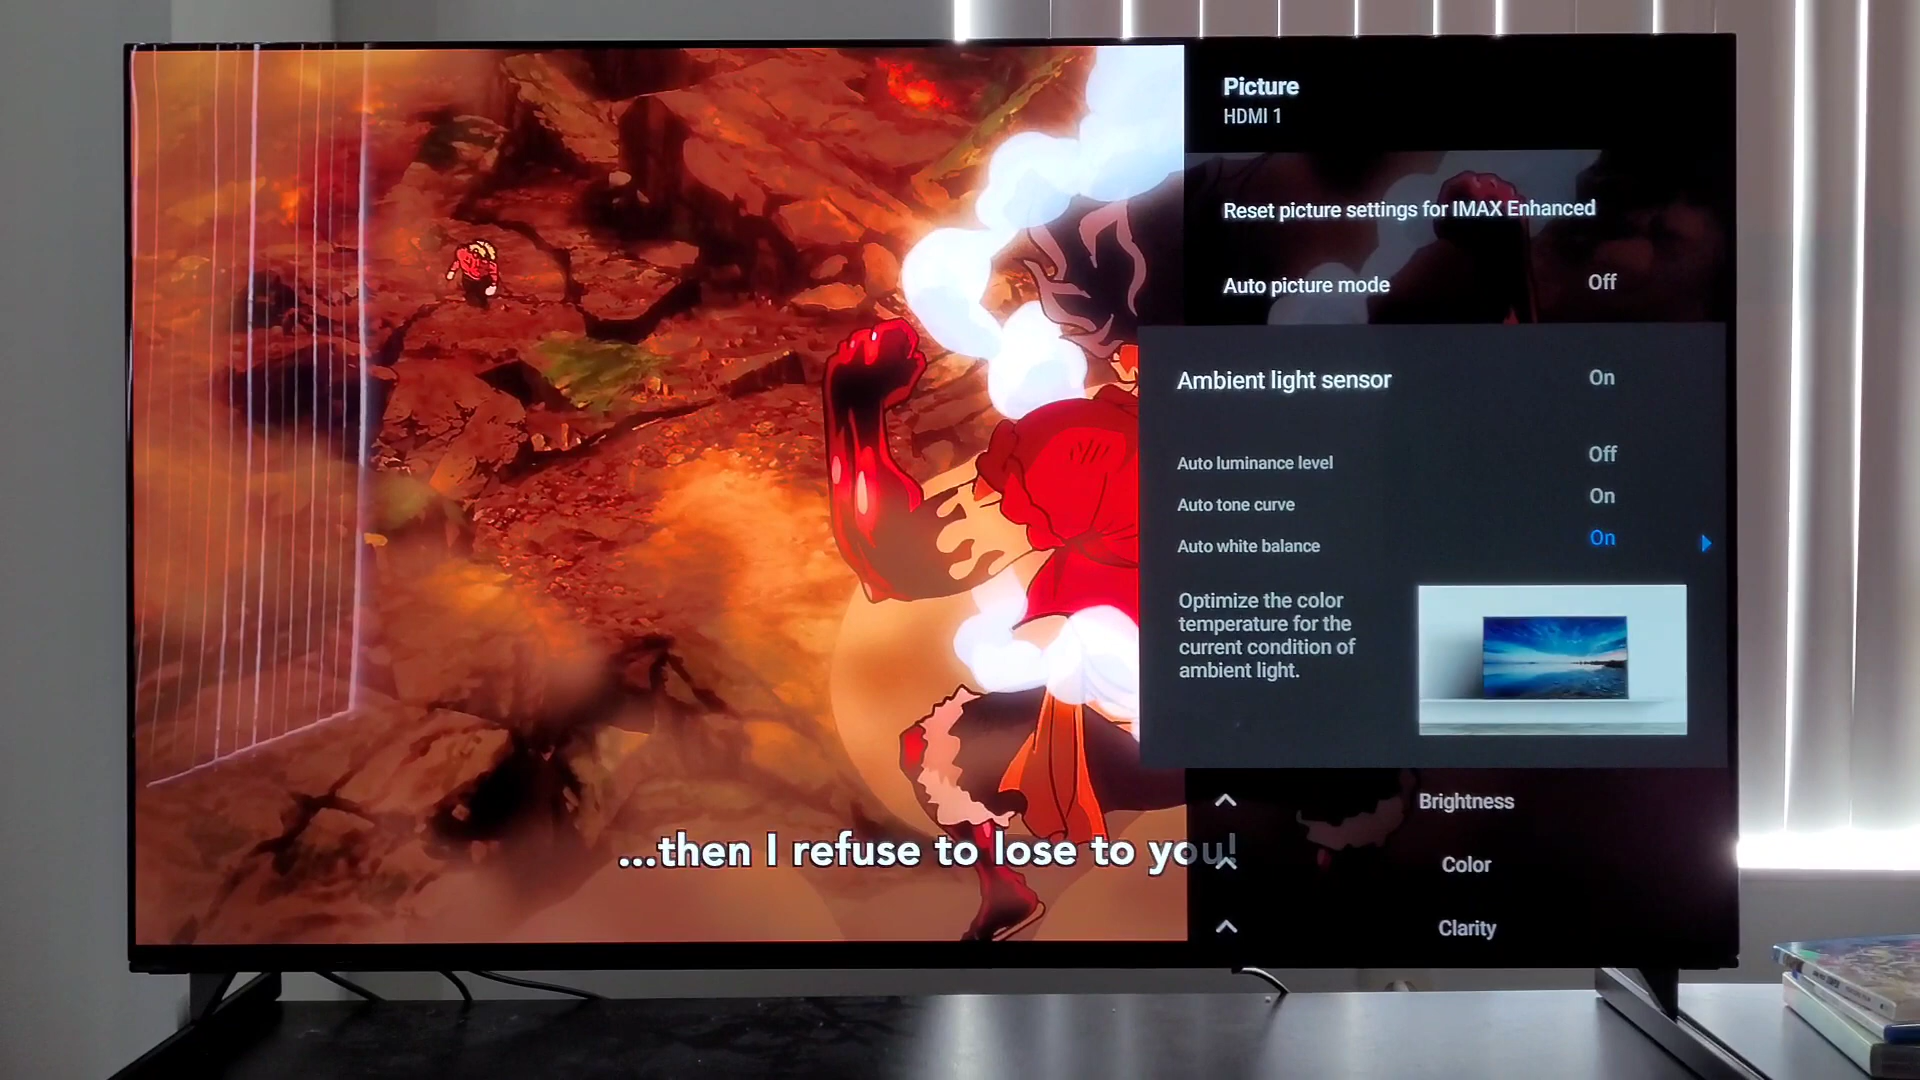 Picture
HDMI 1
Reset picture settings for IMAX Enhanced
Auto picture mode Off
Ambient light sensor On
Auto luminance level Off
Auto tone curve On
Auto white balance On
Optimize the color
temperature for the
current condition of
ambient light.
Brightness
...then I refuse to lose to you!
Color
Clarity